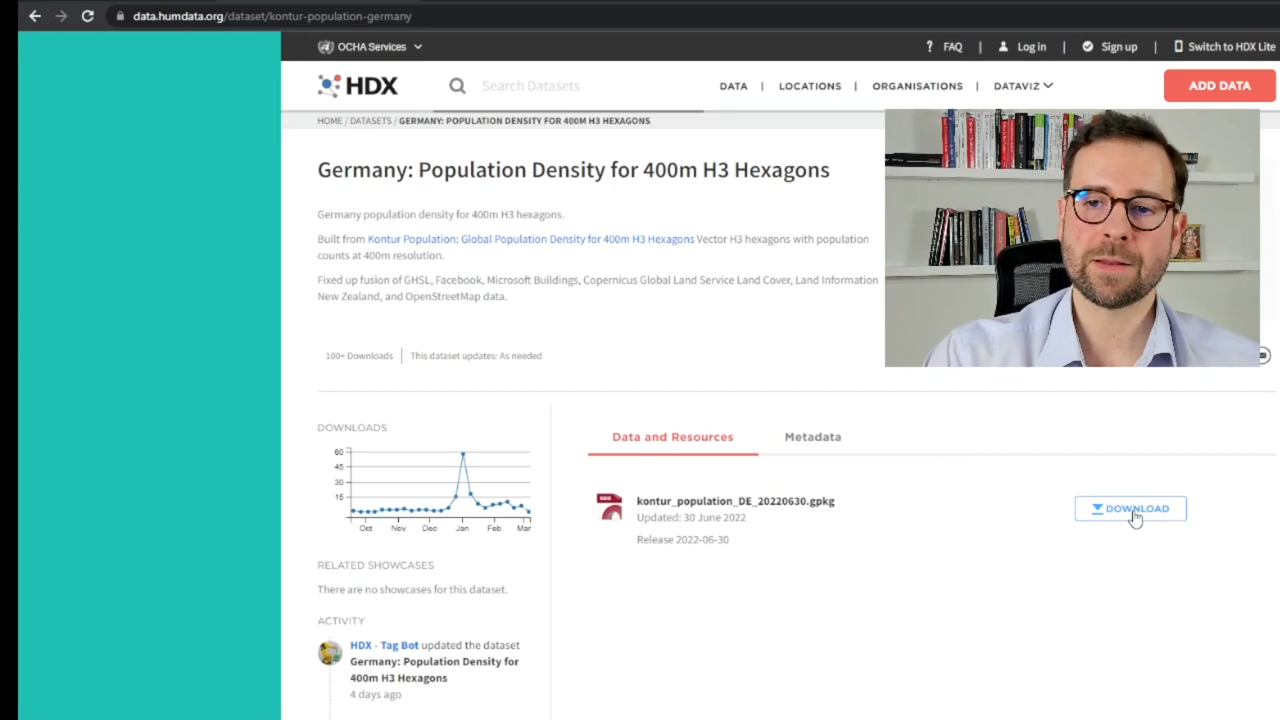 data.humdata.org/dataset/kontur-population-germany
OCHA Services
? FAQ | Log in | Sign up | Switch to HDX Lite
HDX
Search Datasets
DATA | LOCATIONS | ORGANISATIONS | DATAVIZ
ADD DATA
HOME / DATASETS / GERMANY: POPULATION DENSITY FOR 400M H3 HEXAGONS
Germany: Population Density for 400m H3 Hexagons
Germany population density for 400m H3 hexagons.
Built from Kontur Population: Global Population Density for 400m H3 Hexagons Vector H3 hexagons with population
counts at 400m resolution.
Fixed up fusion of GHSL, Facebook, Microsoft Buildings, Copernicus Global Land Service Land Cover, Land Information
New Zealand, and OpenStreetMap data.
100+ Downloads | This dataset updates: As needed
DOWNLOADS
60
45
30
15
Oct Nov Dec Jan Feb Mar
RELATED SHOWCASES
There are no showcases for this dataset.
ACTIVITY
HDX - Tag Bot updated the dataset
Germany: Population Density for
400m H3 Hexagons
4 days ago
Data and Resources
Metadata
GEO
kontur_population_DE_20220630.gpkg
Updated: 30 June 2022
Release 2022-06-30
DOWNLOAD